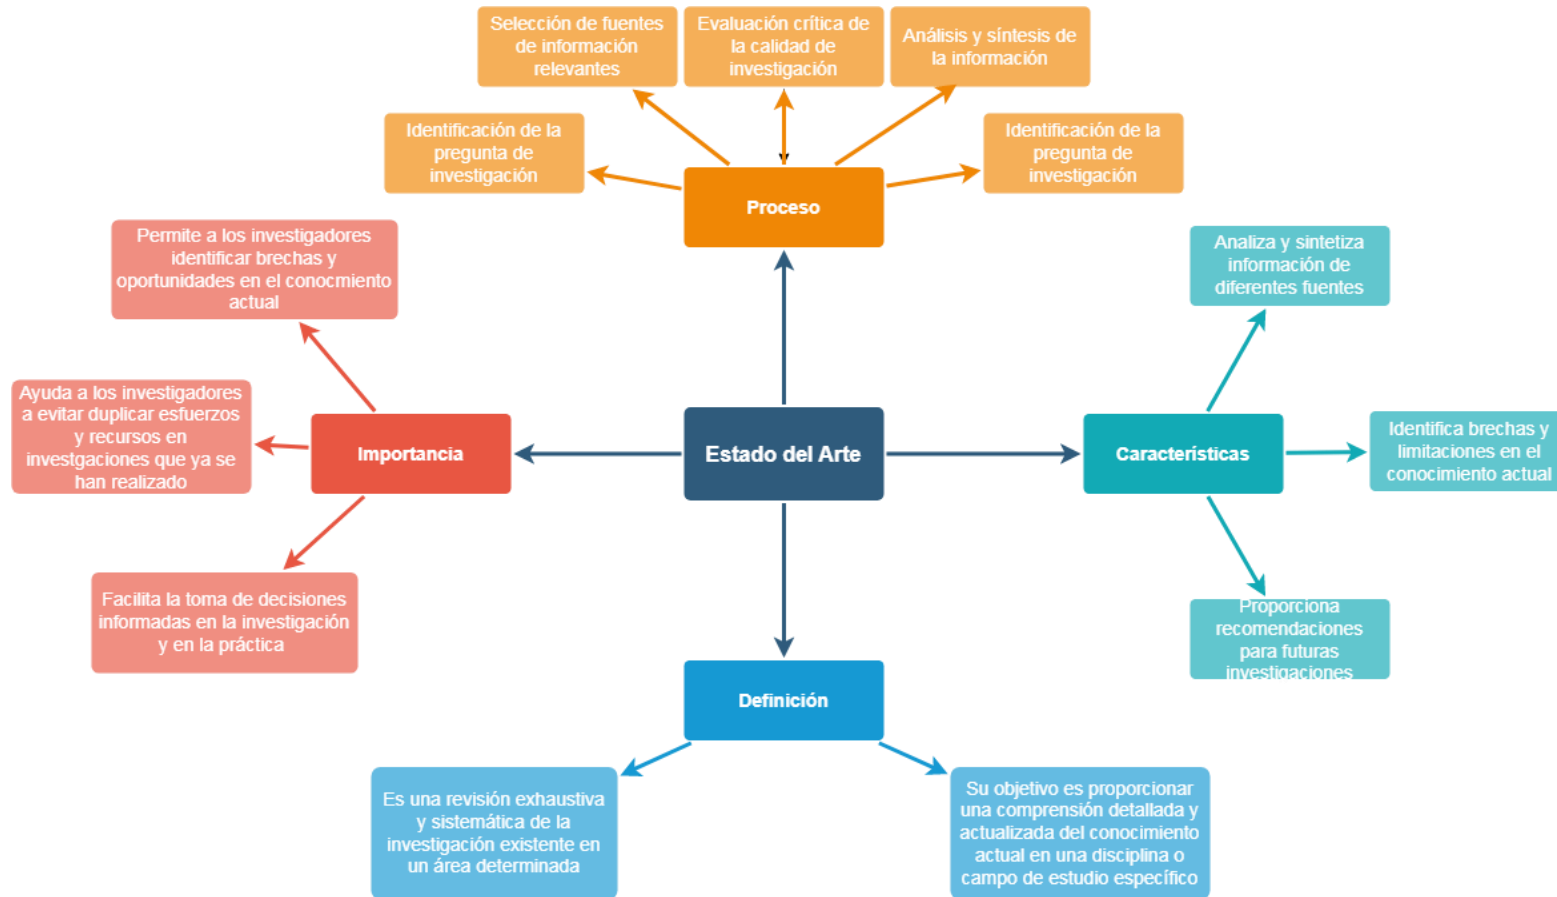 Selección de fuentes
de información
relevantes
Evaluación crítica de
la calidad de
investigación
Análisis y síntesis de
la información
Identificación de la
pregunta de
investigación
Identificación de la
pregunta de
investigación
Proceso
Permite a los investigadores
identificar brechas y
oportunidades en el conocmiento
actual
Analiza y sintetiza
información de
diferentes fuentes
Ayuda a los investigadores
a evitar duplicar esfuerzos
y recursos en
investgaciones que ya se
han realizado
Importancia
Estado del Arte
Características
Identifica brechas y
limitaciones en el
conocimiento actual
Facilita la toma de decisiones
informadas en la investigación
y en la práctica
Proporciona
recomendaciones
para futuras
investigaciones
Definición
Es una revisión exhaustiva
y sistemática de la
investigación existente en
un área determinada
Su objetivo es proporcionar
una comprensión detallada y
actualizada del conocimiento
actual en una disciplina o
campo de estudio específico